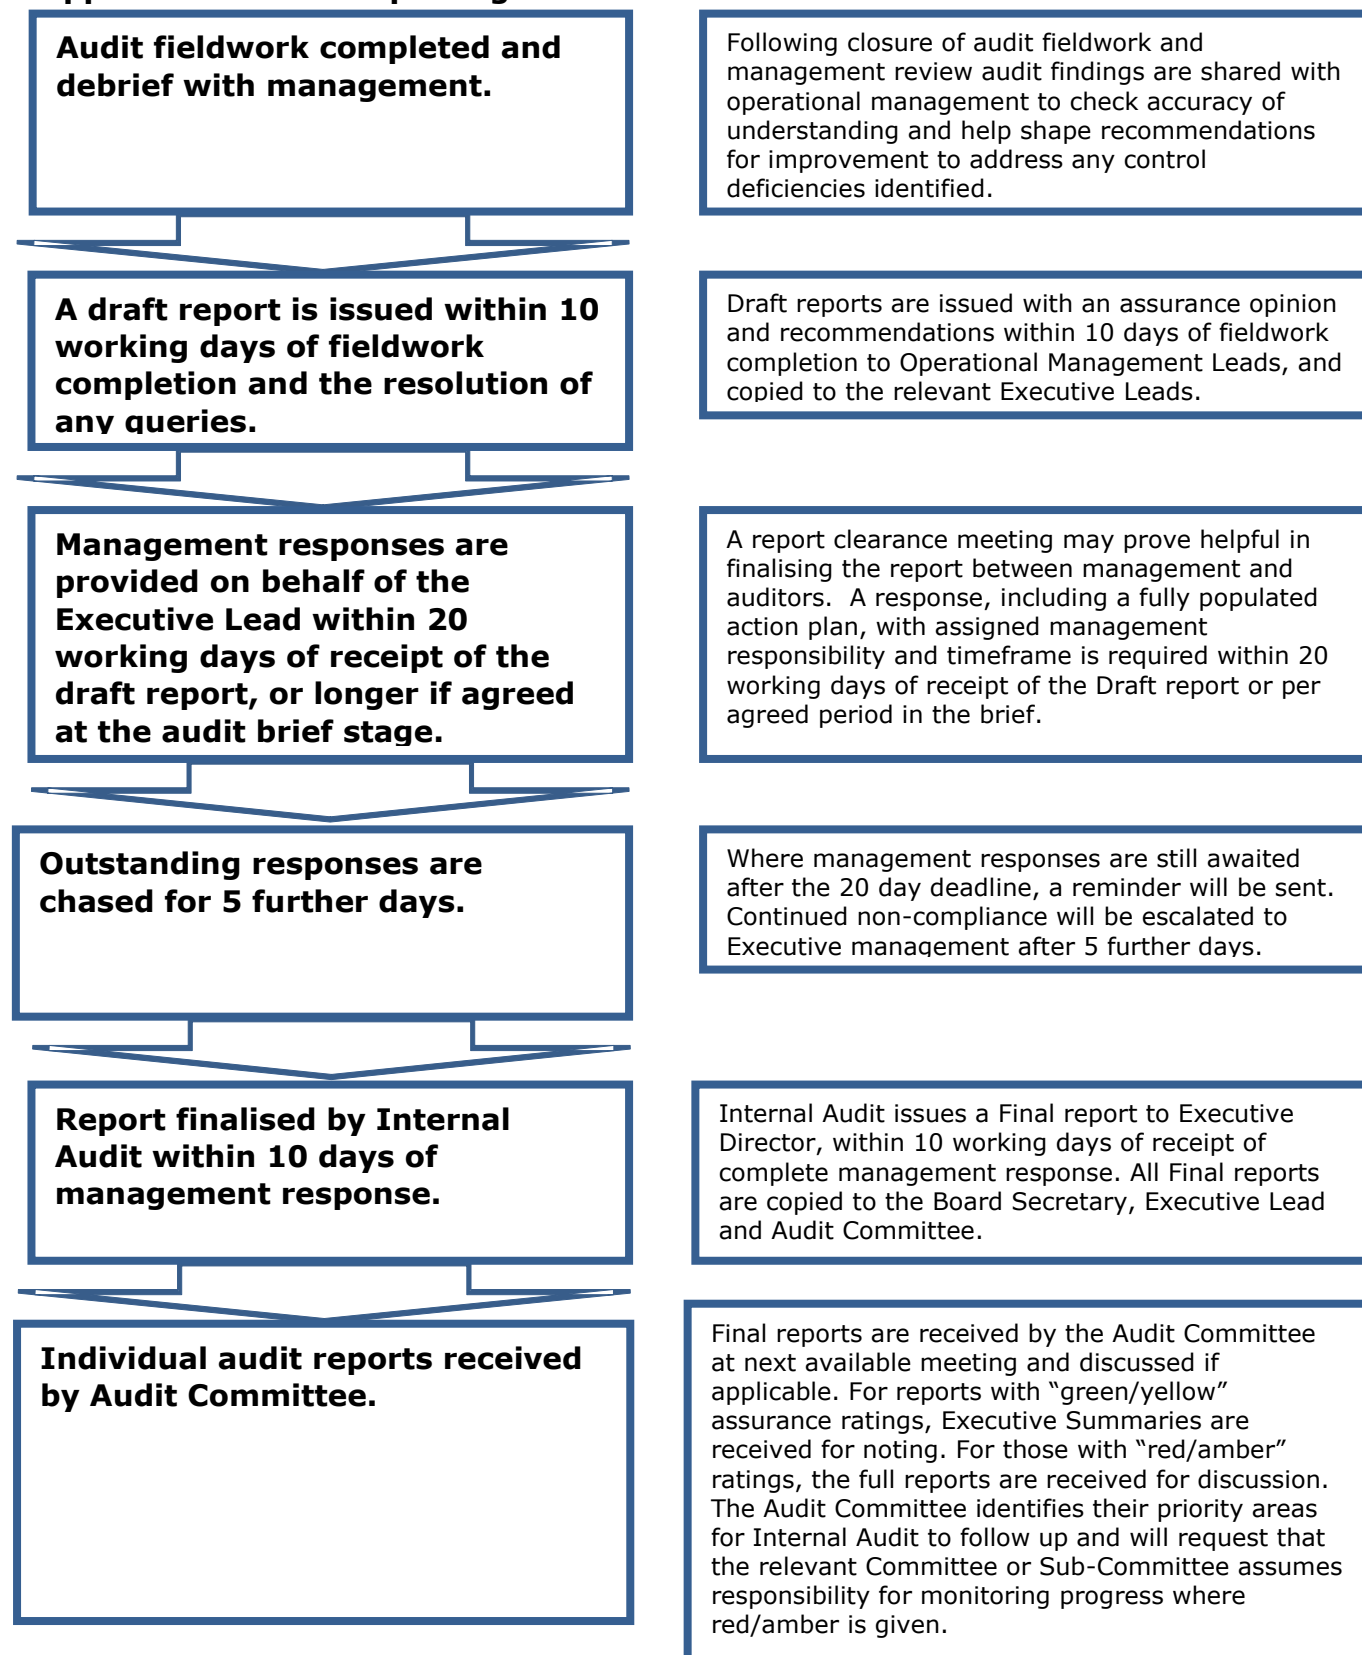 Audit fieldwork completed and
debrief with management.
Following closure of audit fieldwork and
management review audit findings are shared with
operational management to check accuracy of
understanding and help shape recommendations
for improvement to address any control
deficiencies identified.
A draft report is issued within 10
working days of fieldwork
completion and the resolution of
any queries.
Draft reports are issued with an assurance opinion
and recommendations within 10 days of fieldwork
completion to Operational Management Leads, and
copied to the relevant Executive Leads.
Management responses are
provided on behalf of the
Executive Lead within 20
working days of receipt of the
draft report, or longer if agreed
at the audit brief stage.
A report clearance meeting may prove helpful in
finalising the report between management and
auditors.  A response, including a fully populated
action plan, with assigned management
responsibility and timeframe is required within 20
working days of receipt of the Draft report or per
agreed period in the brief.
Outstanding responses are
chased for 5 further days.
Where management responses are still awaited
after the 20 day deadline, a reminder will be sent.
Continued non-compliance will be escalated to
Executive management after 5 further days.
Report finalised by Internal
Audit within 10 days of
management response.
Internal Audit issues a Final report to Executive
Director, within 10 working days of receipt of
complete management response. All Final reports
are copied to the Board Secretary, Executive Lead
and Audit Committee.
Individual audit reports received
by Audit Committee.
Final reports are received by the Audit Committee
at next available meeting and discussed if
applicable. For reports with “green/yellow”
assurance ratings, Executive Summaries are
received for noting. For those with “red/amber”
ratings, the full reports are received for discussion.
The Audit Committee identifies their priority areas
for Internal Audit to follow up and will request that
the relevant Committee or Sub-Committee assumes
responsibility for monitoring progress where
red/amber is given.